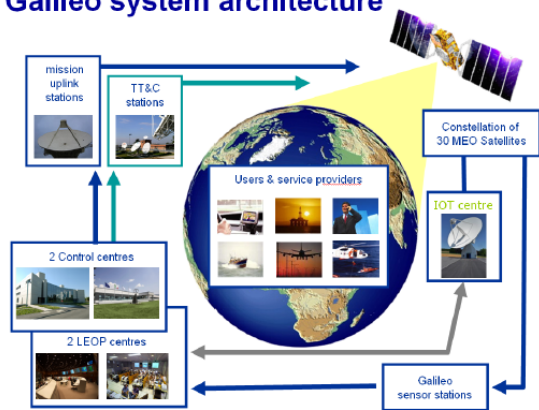 Galileo system architecture
mission
uplink
stations
TT&C
stations
Constellation of
30 MEO Satellites
Users & service providers
IOT centre
2 Control centres
2 LEOP centres
Galileo
sensor stations